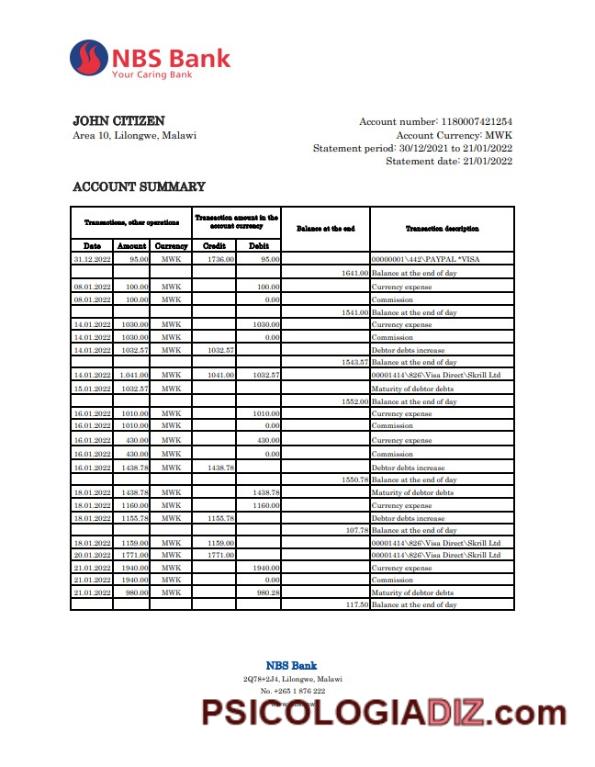 NBS Bank
Your Caring Bank
JOHN CITIZEN
Area 10, Lilongwe, Malawi
Account number: 1180007421254
Account Currency: MWK
Statement period: 30/12/2021 to 21/01/2022
Statement date: 21/01/2022
ACCOUNT SUMMARY
Transactions, other operations Transaction amount in the account currency Balance at the end Transaction description
Date Amount Currency Credit Debit
31.12.2022 95.00 MWK 1736.00 95.00 00000001\442\PAYPAL *VISA
1641.00 Balance at the end of day
08.01.2022 100.00 MWK 100.00 Currency expense
08.01.2022 100.00 MWK 0.00 Commission
1541.00 Balance at the end of day
14.01.2022 1030.00 MWK 1030.00 Currency expense
14.01.2022 1030.00 MWK 0.00 Commission
14.01.2022 1032.57 MWK 1032.57 Debtor debts increase
1543.57 Balance at the end of day
14.01.2022 1.041.00 MWK 1041.00 1032.57 00001414\826\Visa Direct\Skrill Ltd
15.01.2022 1032.57 MWK Maturity of debtor debts
1552.00 Balance at the end of day
16.01.2022 1010.00 MWK 1010.00 Currency expense
16.01.2022 1010.00 MWK 0.00 Commission
16.01.2022 430.00 MWK 430.00 Currency expense
16.01.2022 430.00 MWK 0.00 Commission
16.01.2022 1438.78 MWK 1438.78 Debtor debts increase
1550.78 Balance at the end of day
18.01.2022 1438.78 MWK 1438.78 Maturity of debtor debts
18.01.2022 1160.00 MWK 1160.00 Currency expense
18.01.2022 1155.78 MWK 1155.78 Debtor debts increase
107.78 Balance at the end of day
18.01.2022 1159.00 MWK 1159.00 00001414\826\Visa Direct\Skrill Ltd
20.01.2022 1771.00 MWK 1771.00 00001414\826\Visa Direct\Skrill Ltd
21.01.2022 1940.00 MWK 1940.00 Currency expense
21.01.2022 1940.00 MWK 0.00 Commission
21.01.2022 980.00 MWK 980.28 Maturity of debtor debts
117.50 Balance at the end of day
NBS Bank
2Q78+2J4, Lilongwe, Malawi
No. +265 1 876 222
PSICOLOGIADIZ.com